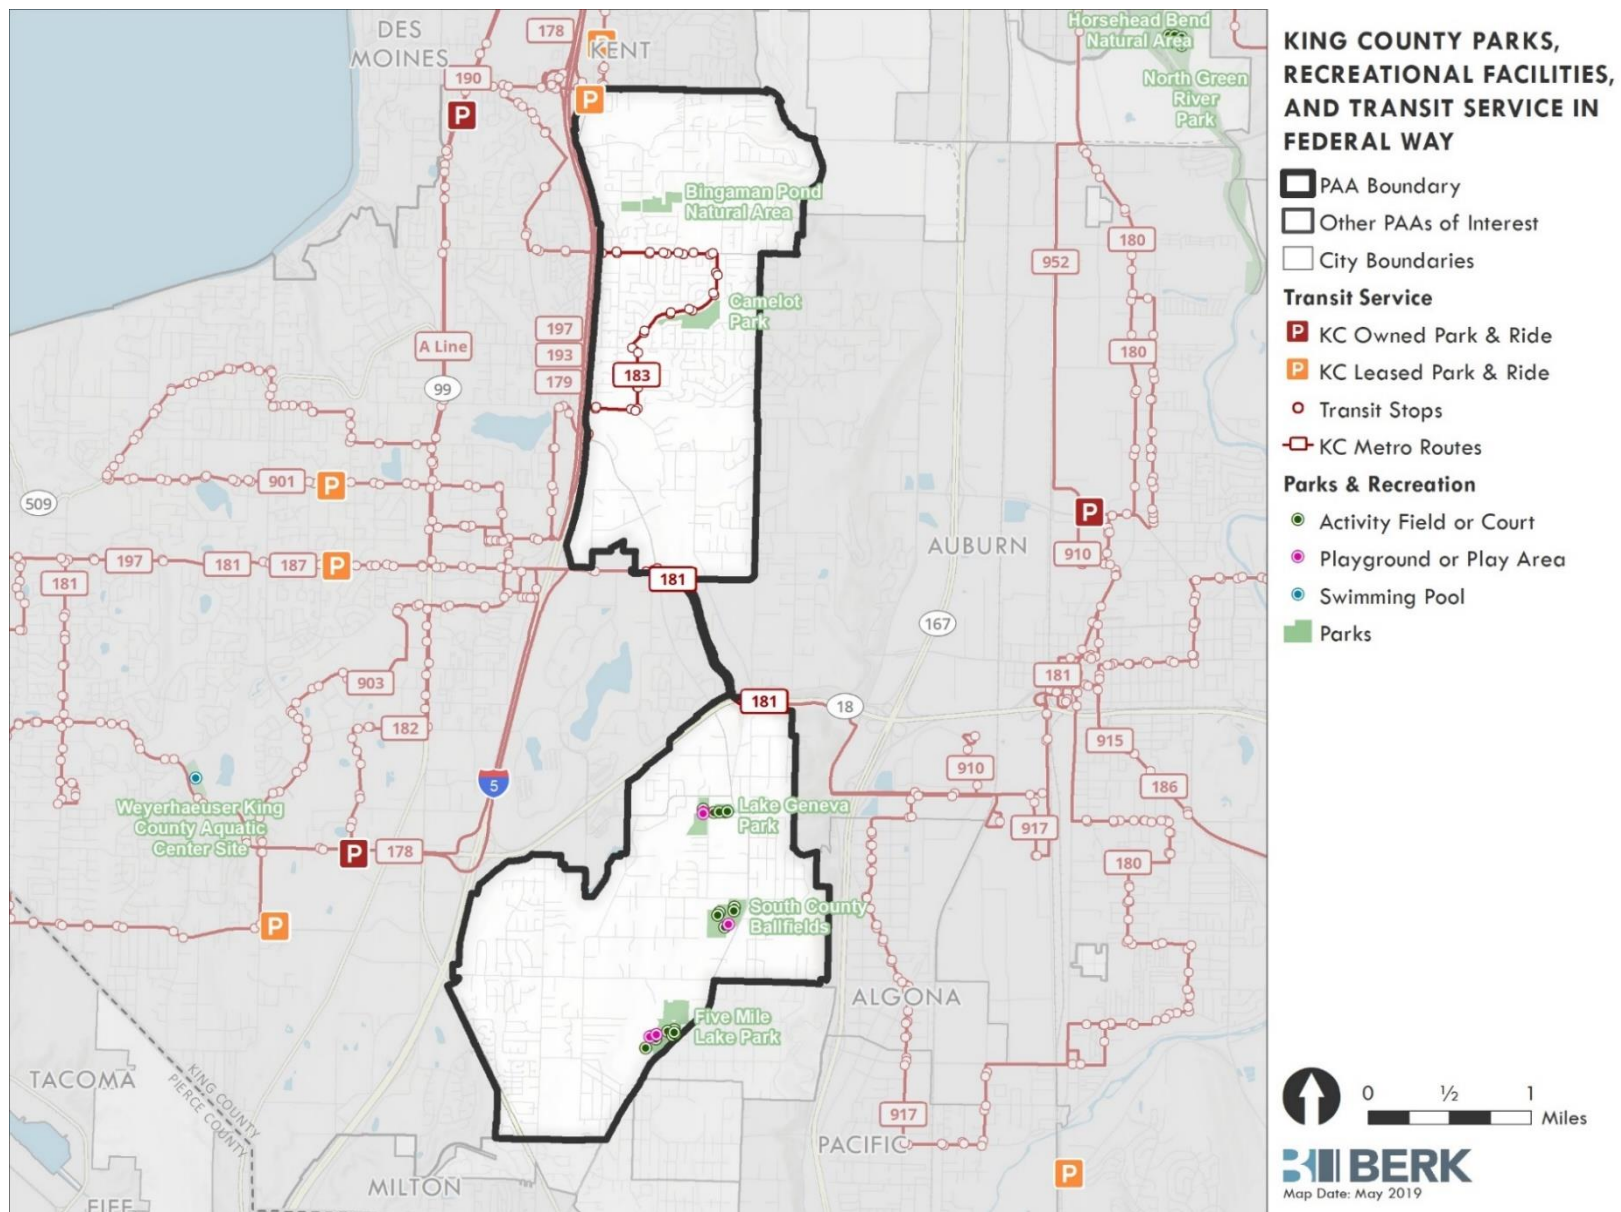 DES
MOINES
178
P
KENT
190
P
P
Horsehead Bend
Natural Area
North Green
River
Park
Bingaman Pond
Natural Area
180
952
Camelot
Park
197
193
179
A Line
99
183
180
901
P
509
P
910
AUBURN
197
181
187
P
181
181
167
903
182
181
18
181
915
910
186
5
Weyerhaeuser King
County Aquatic
Center Site
P
178
Lake Geneva
Park
917
180
P
South County
Ballfields
ALGONA
Five Mile
Lake Park
TACOMA
KING COUNTY
PIERCE COUNTY
917
PACIFIC
P
MILTON
FIFE
KING COUNTY PARKS,
RECREATIONAL FACILITIES,
AND TRANSIT SERVICE IN
FEDERAL WAY
PAA Boundary
Other PAAs of Interest
City Boundaries
Transit Service
P KC Owned Park & Ride
P KC Leased Park & Ride
Transit Stops
KC Metro Routes
Parks & Recreation
Activity Field or Court
Playground or Play Area
Swimming Pool
Parks
0 ½ 1
Miles
BERK
Map Date: May 2019